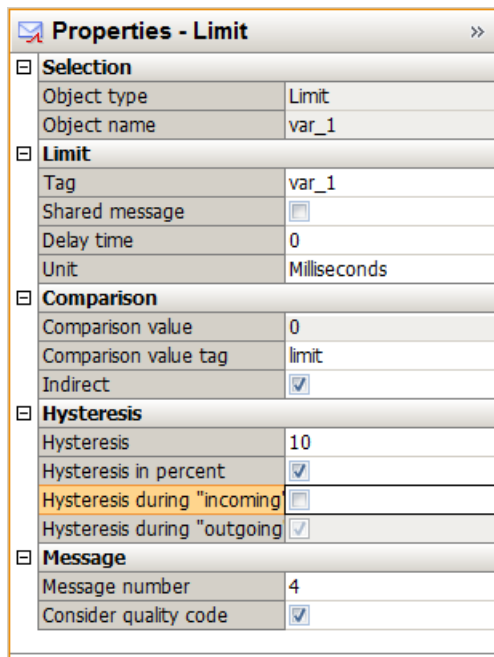 Properties - Limit »
Selection
Object type Limit
Object name var_1
Limit
Tag var_1
Shared message
Delay time 0
Unit Milliseconds
Comparison
Comparison value 0
Comparison value tag limit
Indirect
Hysteresis
Hysteresis 10
Hysteresis in percent
Hysteresis during "incoming"
Hysteresis during "outgoing
Message
Message number 4
Consider quality code